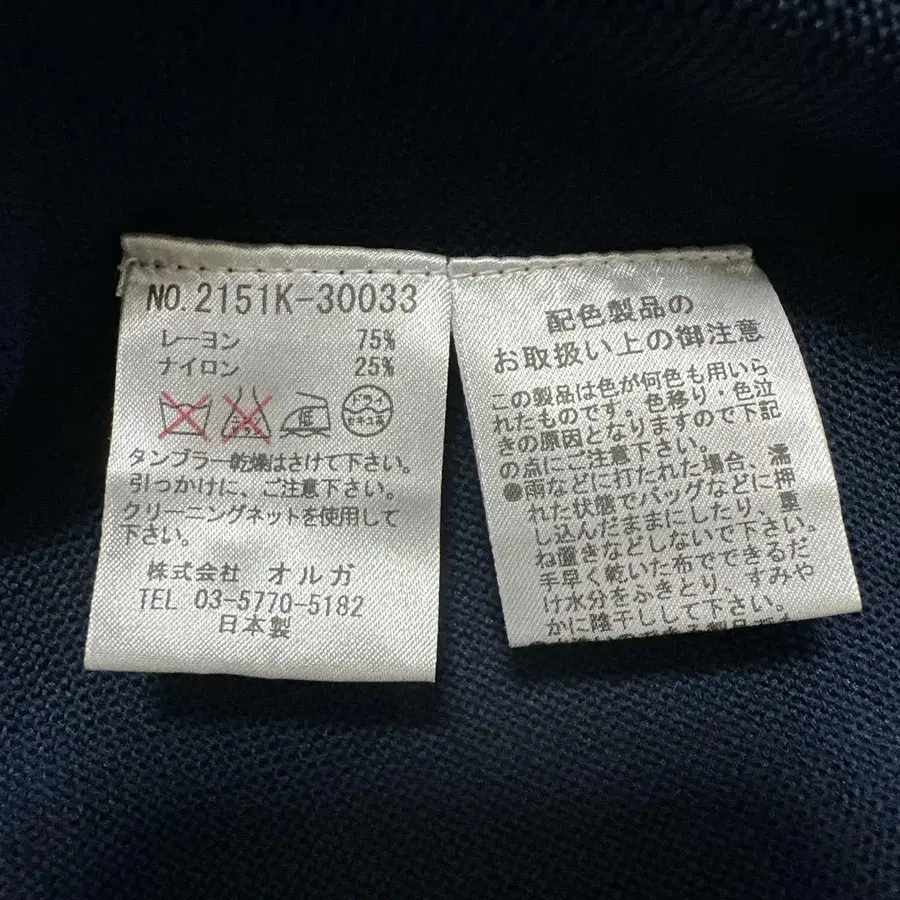 NO.2151K-30033
レーヨン 75%
ナイロン 25%
ドライ
セキユ系
タンブラー乾燥はさけて下さい。
引っかけに、ご注意下さい。
クリーニングネットを使用して
下さい。
株式会社 オルガ
TEL 03-5770-5182
日本製
配色製品の
お取扱い上の御注意
この製品は色が何色も用いら
れたものです。色移り・色泣
きの原因となりますので下記
の点にご注意下さい。
●雨などに打たれた場合、濡
れた状態でバッグなどに押
し込んだままにしたり、重
ね置きなどしないで下さい。
手早く乾いた布でできるだ
け水分をふきとり、すみや
かに陰干しして下さい。